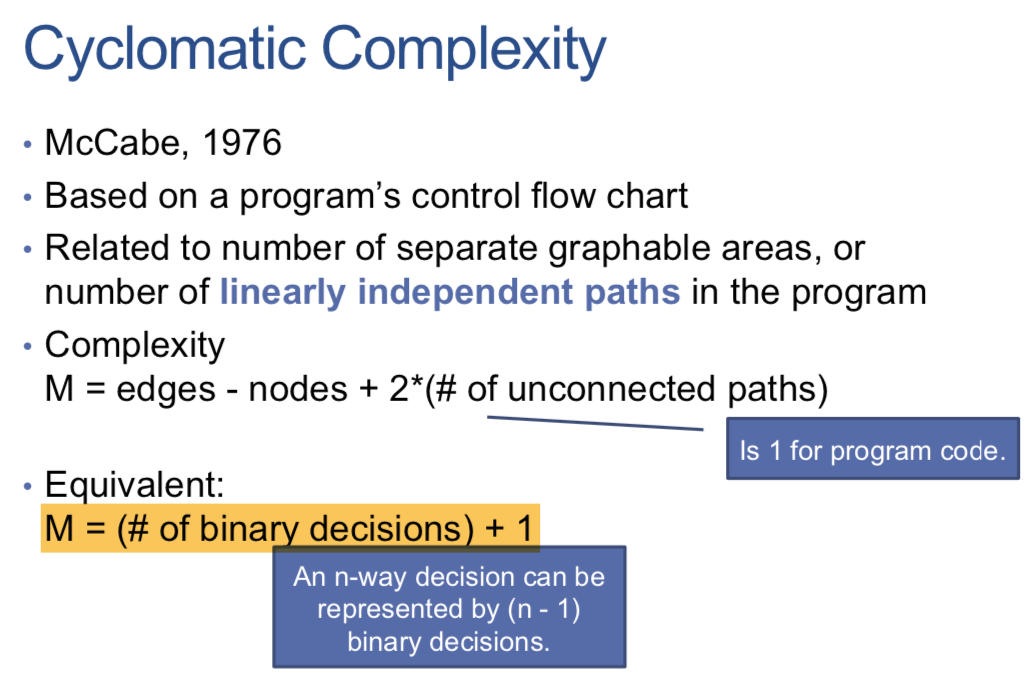 Cyclomatic Complexity
• McCabe, 1976
• Based on a program’s control flow chart
• Related to number of separate graphable areas, or
number of linearly independent paths in the program
• Complexity
M = edges - nodes + 2*(# of unconnected paths)
Is 1 for program code.
• Equivalent:
M = (# of binary decisions) + 1
An n-way decision can be
represented by (n - 1)
binary decisions.